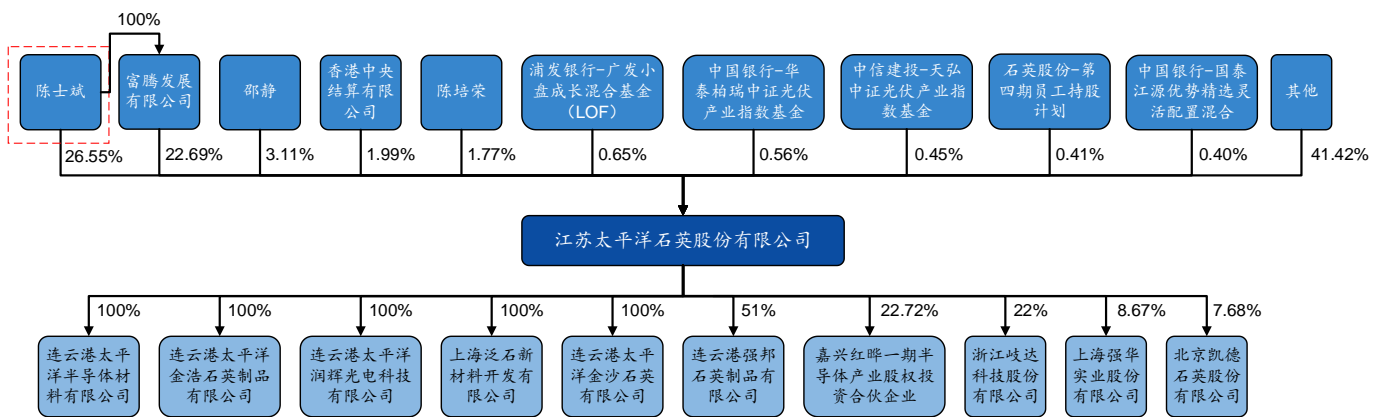 100%
陈士斌
富腾发展
有限公司
邵静
香港中央
结算有限
公司
陈培荣
浦发银行-广发小
盘成长混合基金
（LOF）
中国银行-华
泰柏瑞中证光伏
产业指数基金
中信建投-天弘
中证光伏产业指
数基金
石英股份-第
四期员工持股
计划
中国银行-国泰
江源优势精选灵
活配置混合
其他
26.55%
22.69%
3.11%
1.99%
1.77%
0.65%
0.56%
0.45%
0.41%
0.40%
41.42%
江苏太平洋石英股份有限公司
100%
100%
100%
100%
100%
51%
22.72%
22%
8.67%
7.68%
连云港太平
洋半导体材
料有限公司
连云港太平洋
金浩石英制品
有限公司
连云港太平洋
润辉光电科技
有限公司
上海泛石新
材料开发有
限公司
连云港太平
洋金沙石英
有限公司
连云港强邦
石英制品有
限公司
嘉兴红晔一期半
导体产业股权投
资合伙企业
浙江岐达
科技股份
有限公司
上海强华
实业股份
有限公司
北京凯德
石英股份
有限公司